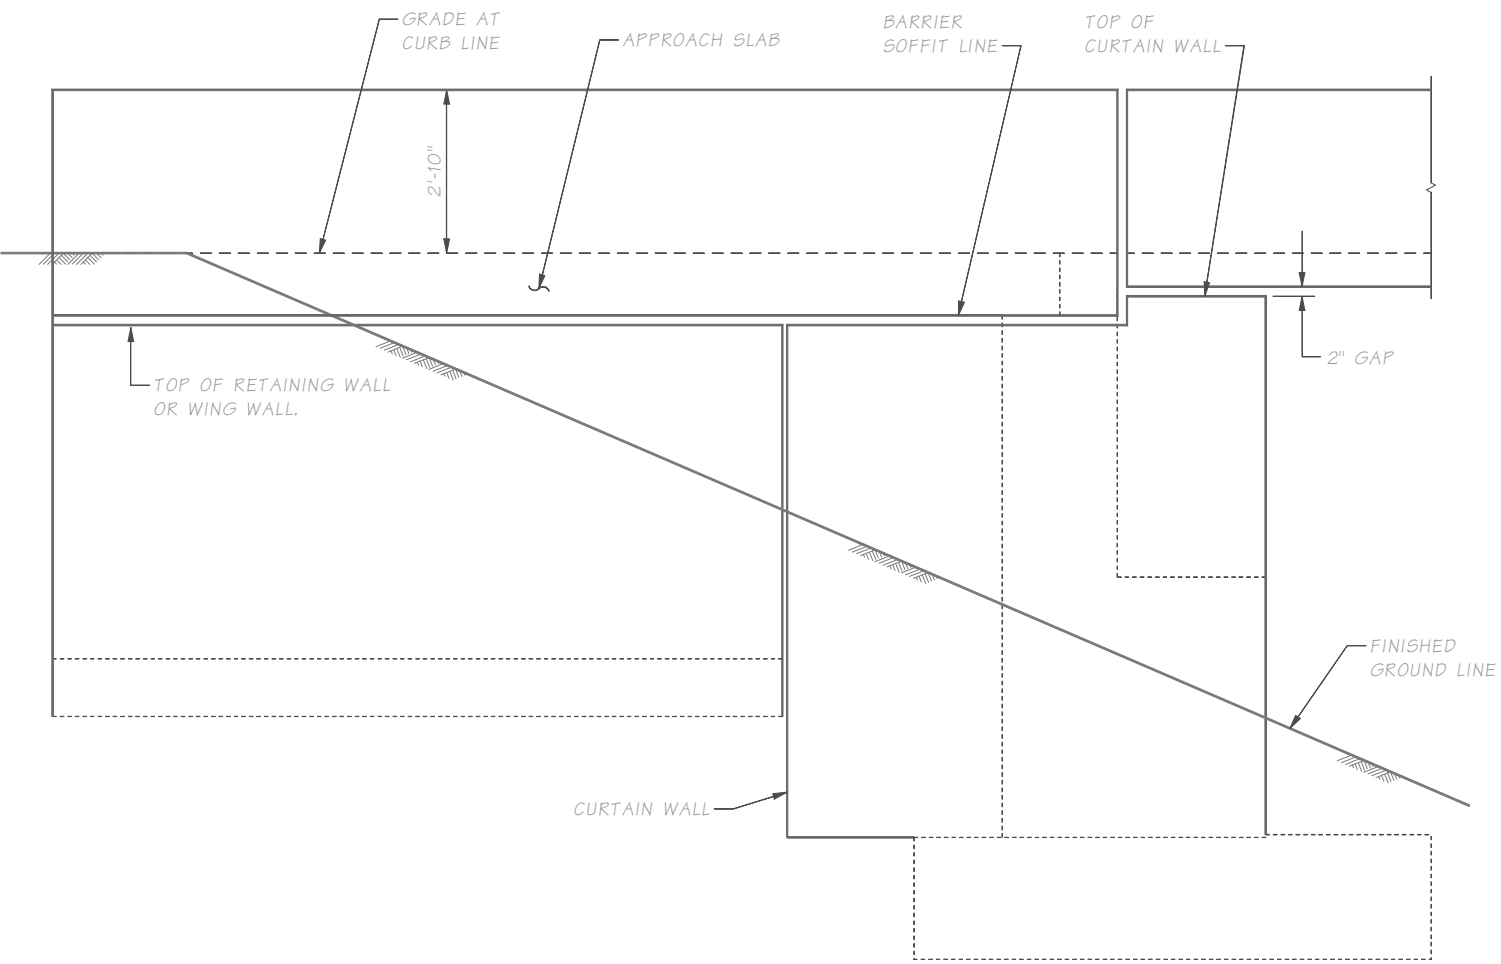 GRADE AT
CURB LINE
APPROACH SLAB
BARRIER
SOFFIT LINE
TOP OF
CURTAIN WALL
2'-10"
2" GAP
TOP OF RETAINING WALL
OR WING WALL.
FINISHED
GROUND LINE
CURTAIN WALL